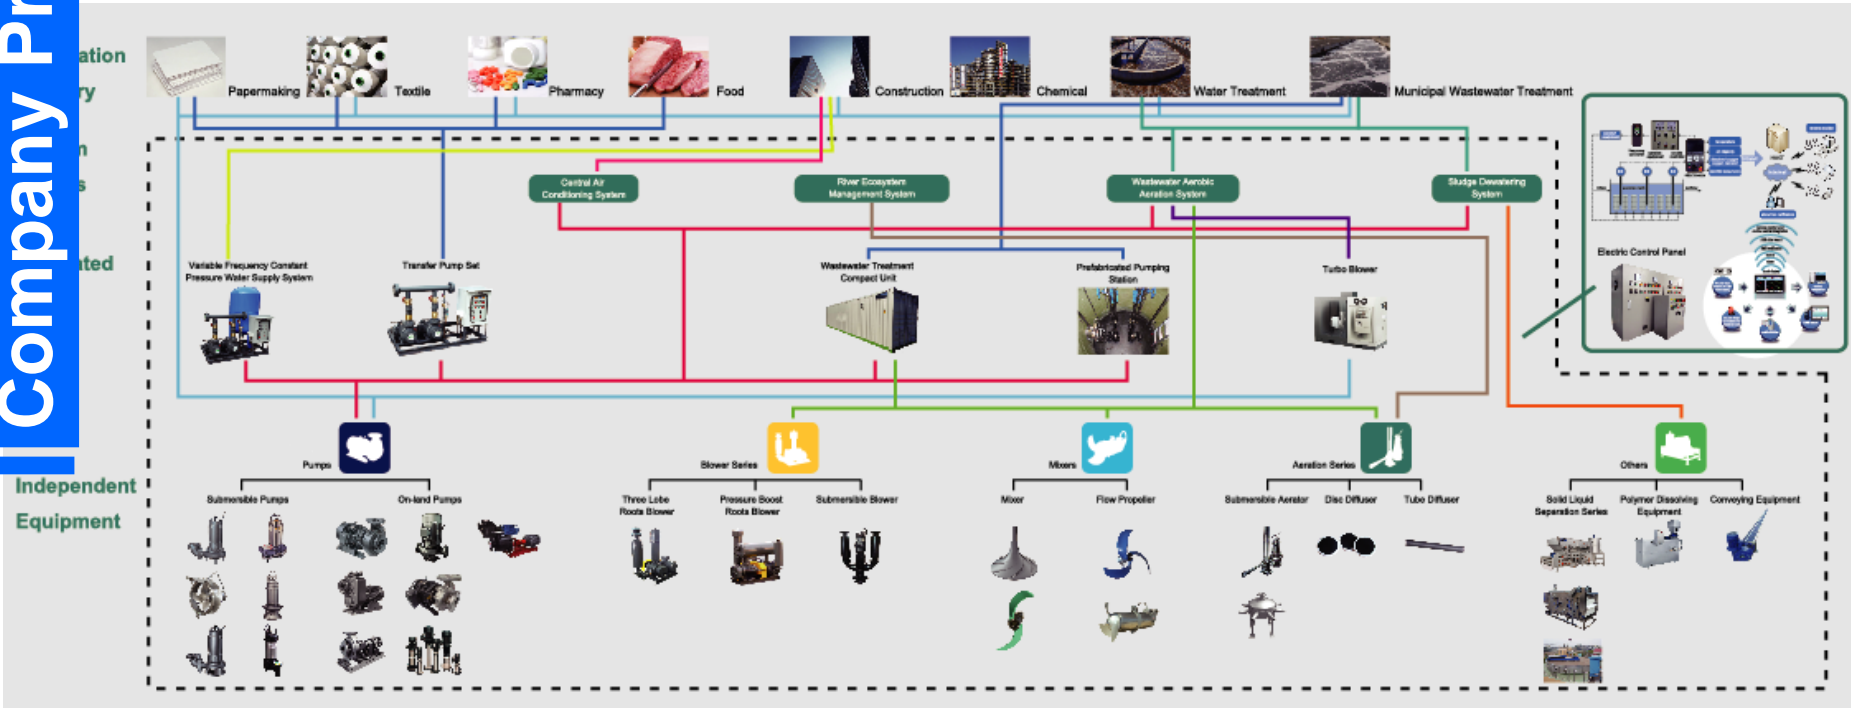 Company Pr
ation
ry
Papermaking
Textile
Pharmacy
Food
Construction
Chemical
Water Treatment
Municipal Wastewater Treatment
n
s
Central Air
Conditioning System
River Ecosystem
Management System
Wastewater Aerobic
Aeration System
Sludge Dewatering
System
ated
Variable Frequency Constant
Pressure Water Supply System
Transfer Pump Set
Wastewater Treatment
Compact Unit
Prefabricated Pumping
Station
Turbo Blower
Electric Control Panel
Pumps
Blower Series
Mixers
Aeration Series
Others
Independent
Equipment
Submersible Pumps
On-land Pumps
Three Lobe
Roots Blower
Pressure Boost
Roots Blower
Submersible Blower
Mixer
Flow Propeller
Submersible Aerator
Disc Diffuser
Tube Diffuser
Solid Liquid
Separation Series
Polymer Dissolving
Equipment
Conveying Equipment